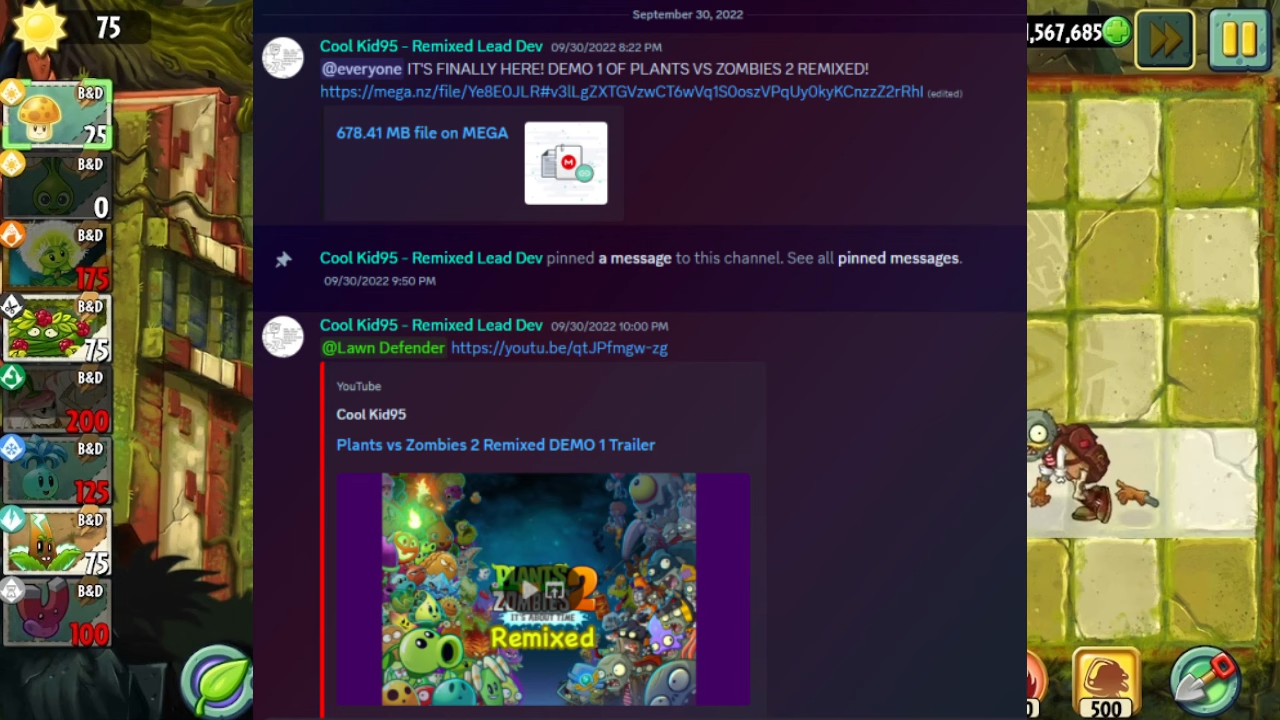 75
B&D
25
B&D
0
B&D
175
B&D
75
B&D
200
B&D
125
B&D
75
B&D
100
September 30, 2022
Cool Kid95 - Remixed Lead Dev 09/30/2022 8:22 PM
@everyone IT'S FINALLY HERE! DEMO 1 OF PLANTS VS ZOMBIES 2 REMIXED!
https://mega.nz/file/Ye8E0JLR#v3lLgZXTGVzwCT6wVq1S0oszVPqUy0kyKCnzzZ2rRhI (edited)
678.41 MB file on MEGA
Cool Kid95 - Remixed Lead Dev pinned a message to this channel. See all pinned messages.
09/30/2022 9:50 PM
Cool Kid95 - Remixed Lead Dev 09/30/2022 10:00 PM
@Lawn Defender https://youtu.be/qtJPfmgw-zg
YouTube
Cool Kid95
Plants vs Zombies 2 Remixed DEMO 1 Trailer
PLANTS
ZOMBIES 2
IT'S ABOUT TIME
Remixed
,567,685
0
500